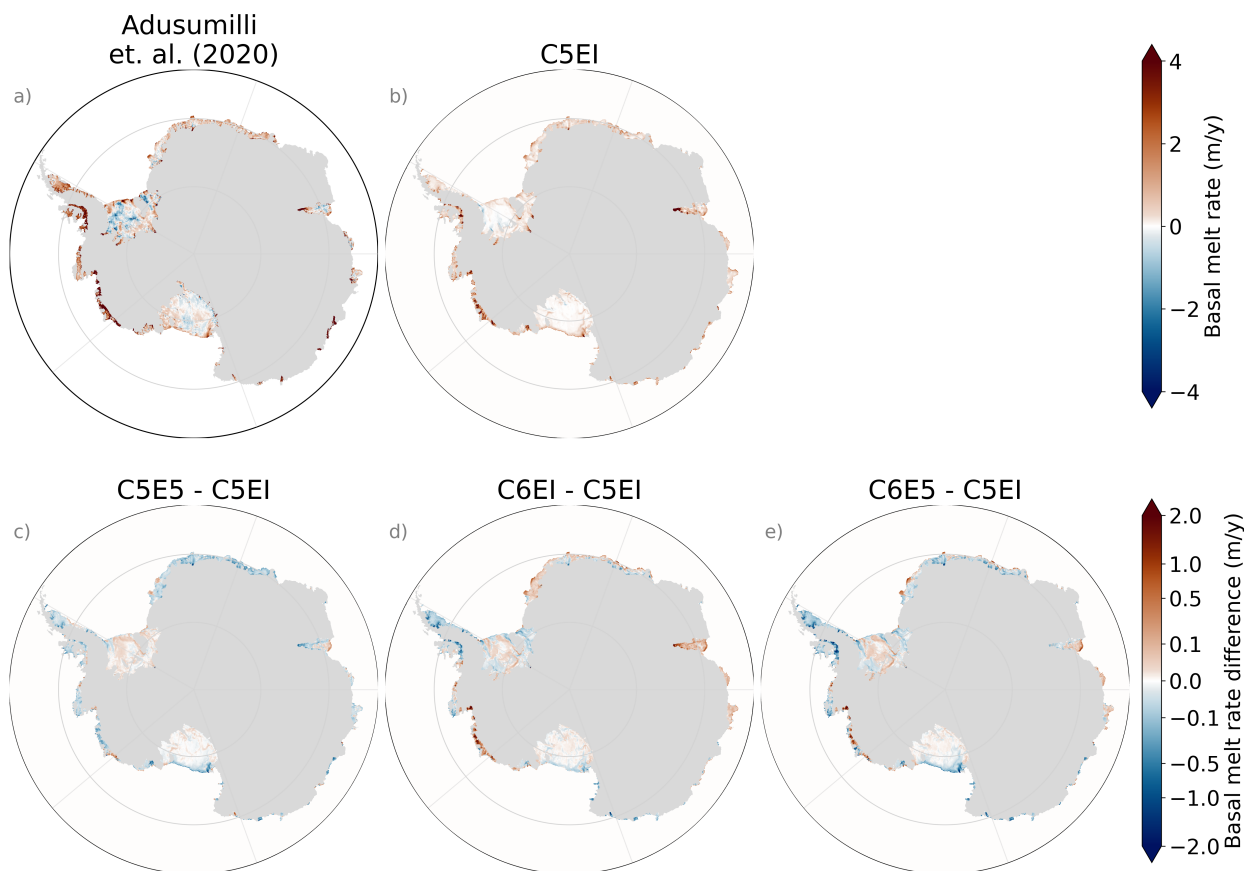 Adusumilli
et. al. (2020)
C5EI
a)
b)
4
2
0
−2
−4
Basal melt rate (m/y)
C5E5 - C5EI
C6EI - C5EI
C6E5 - C5EI
c)
d)
e)
2.0
1.0
0.5
0.1
0.0
−0.1
−0.5
−1.0
−2.0
Basal melt rate difference (m/y)